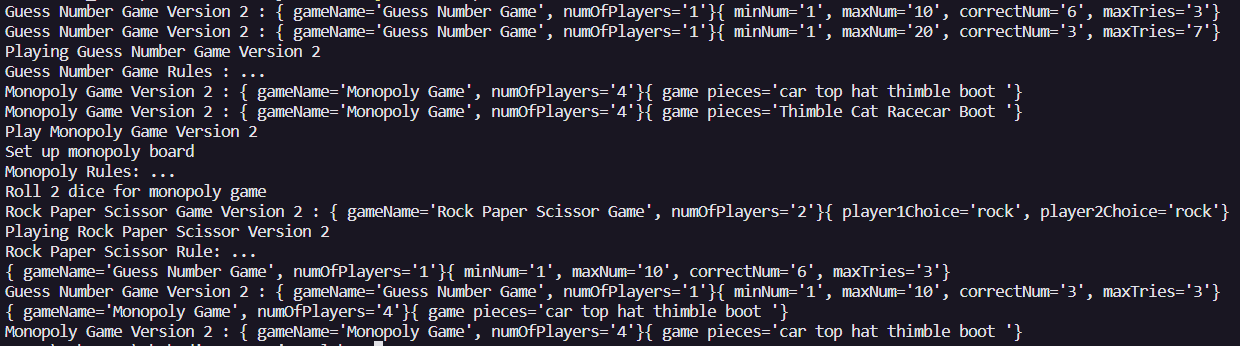 Guess Number Game Version 2 : { gameName='Guess Number Game', numOfPlayers='1'}{ minNum='1', maxNum='10', correctNum='6', maxTries='3'}
Guess Number Game Version 2 : { gameName='Guess Number Game', numOfPlayers='1'}{ minNum='1', maxNum='20', correctNum='3', maxTries='7'}
Playing Guess Number Game Version 2
Guess Number Game Rules : ...
Monopoly Game Version 2 : { gameName='Monopoly Game', numOfPlayers='4'}{ game pieces='car top hat thimble boot '}
Monopoly Game Version 2 : { gameName='Monopoly Game', numOfPlayers='4'}{ game pieces='Thimble Cat Racecar Boot '}
Play Monopoly Game Version 2
Set up monopoly board
Monopoly Rules: ...
Roll 2 dice for monopoly game
Rock Paper Scissor Game Version 2 : { gameName='Rock Paper Scissor Game', numOfPlayers='2'}{ player1Choice='rock', player2Choice='rock'}
Playing Rock Paper Scissor Version 2
Rock Paper Scissor Rule: ...
{ gameName='Guess Number Game', numOfPlayers='1'}{ minNum='1', maxNum='10', correctNum='6', maxTries='3'}
Guess Number Game Version 2 : { gameName='Guess Number Game', numOfPlayers='1'}{ minNum='1', maxNum='10', correctNum='3', maxTries='3'}
{ gameName='Monopoly Game', numOfPlayers='4'}{ game pieces='car top hat thimble boot '}
Monopoly Game Version 2 : { gameName='Monopoly Game', numOfPlayers='4'}{ game pieces='car top hat thimble boot '}